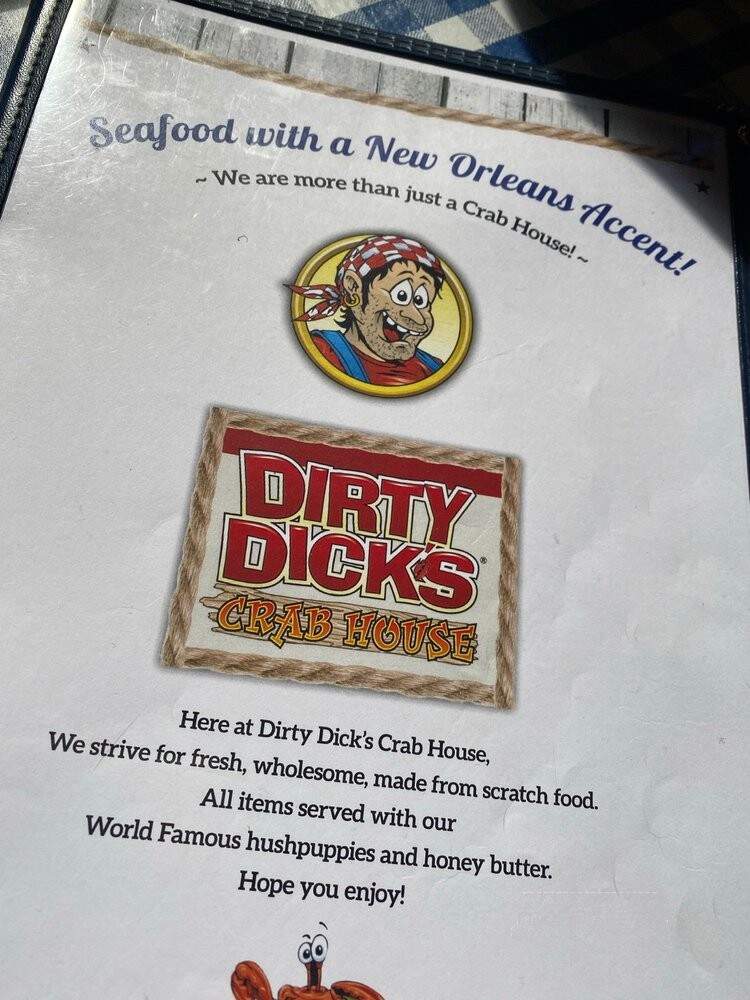 Seafood with a New Orleans Accent!
~ We are more than just a Crab House! ~
DIRTY
DICK'S®
CRAB HOUSE
Here at Dirty Dick's Crab House,
We strive for fresh, wholesome, made from scratch food.
All items served with our
World Famous hushpuppies and honey butter.
Hope you enjoy!